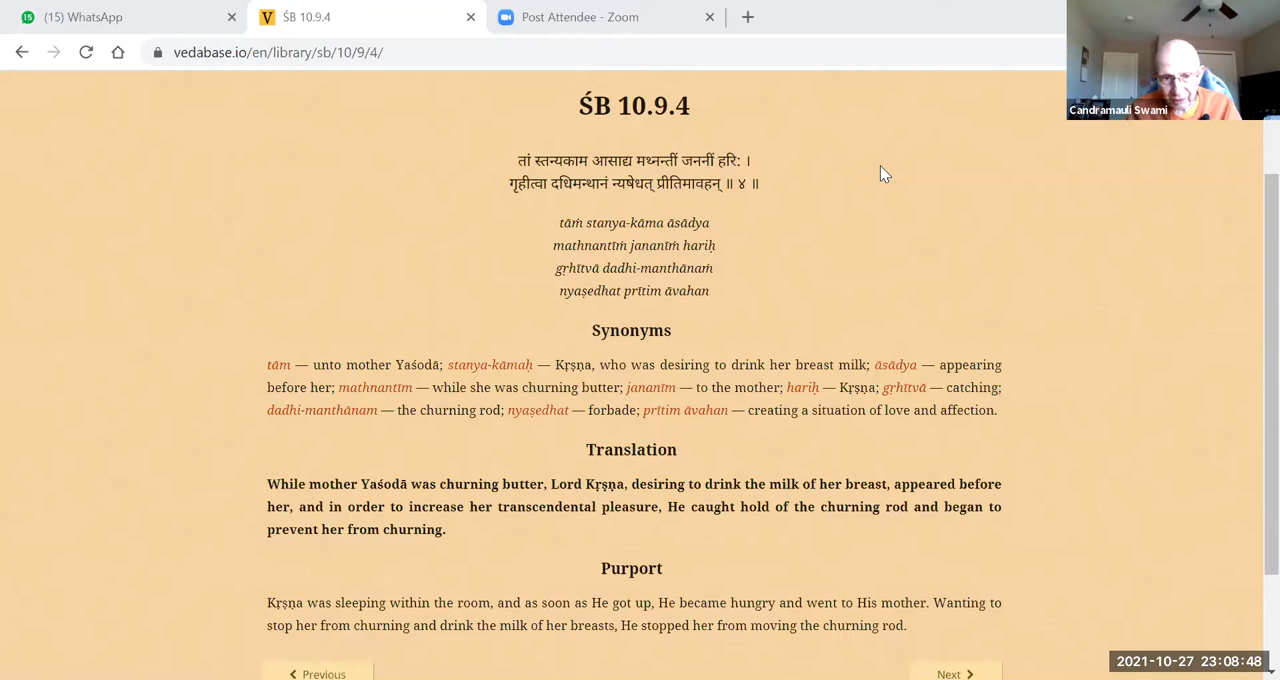 (15) WhatsApp
ŚB 10.9.4
Post Attendee - Zoom
vedabase.io/en/library/sb/10/9/4/
Candramauli Swami
ŚB 10.9.4
तां स्तन्यकाम आसाद्य मथ्नन्तीं जननीं हरि: ।
गृहीत्वा दधिमन्थानं न्यषेधत् प्रीतिमावहन् ॥ ४ ॥
tāṁ stanya-kāma āsādya
mathnantīṁ jananīṁ hariḥ
gṛhītvā dadhi-manthānaṁ
nyaṣedhat prītim āvahan
Synonyms
tām — unto mother Yaśodā; stanya-kāmaḥ — Kṛṣṇa, who was desiring to drink her breast milk; āsādya — appearing
before her; mathnantīm — while she was churning butter; jananīm — to the mother; hariḥ — Kṛṣṇa; gṛhītvā — catching;
dadhi-manthānam — the churning rod; nyaṣedhat — forbade; prītim āvahan — creating a situation of love and affection.
Translation
While mother Yaśodā was churning butter, Lord Kṛṣṇa, desiring to drink the milk of her breast, appeared before
her, and in order to increase her transcendental pleasure, He caught hold of the churning rod and began to
prevent her from churning.
Purport
Kṛṣṇa was sleeping within the room, and as soon as He got up, He became hungry and went to His mother. Wanting to
stop her from churning and drink the milk of her breasts, He stopped her from moving the churning rod.
Previous
Next
2021-10-27 23:08:48